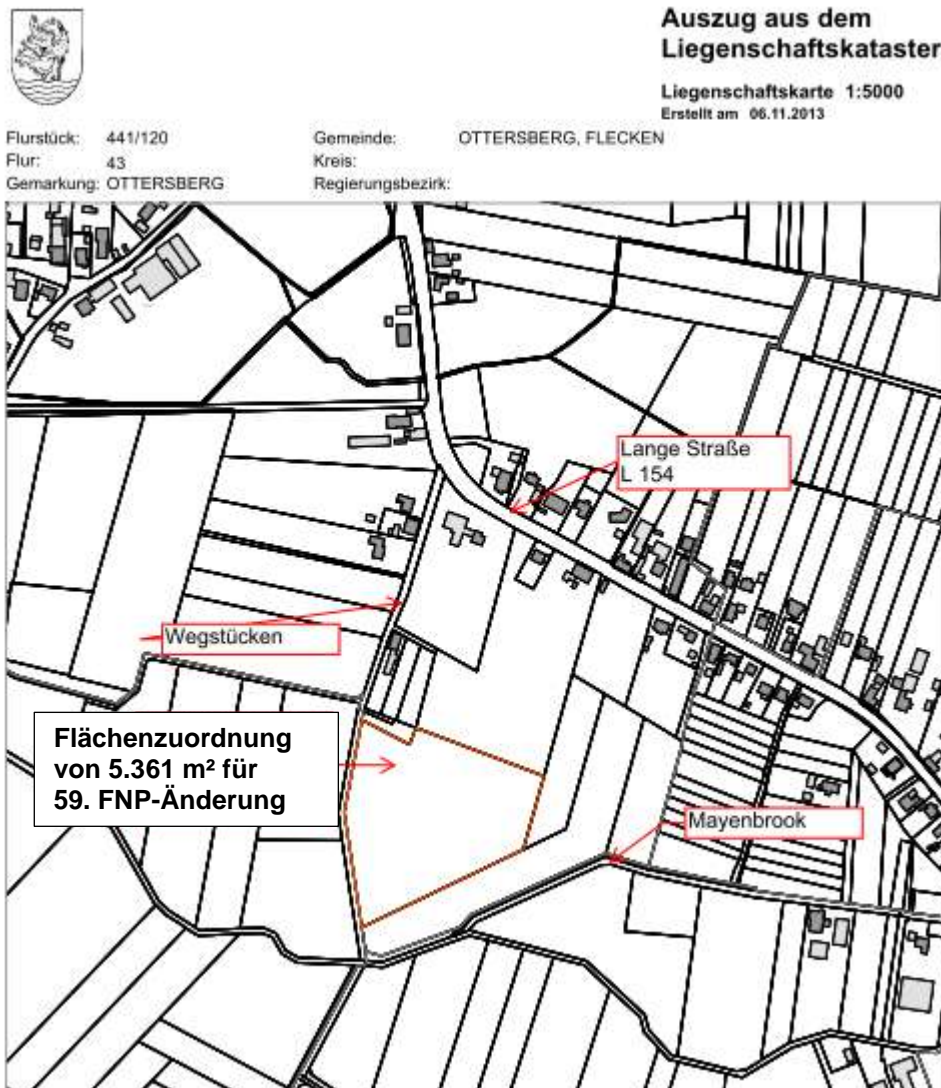 Auszug aus dem
Liegenschaftskataster
Liegenschaftskarte 1:5000
Erstellt am 06.11.2013
Flurstück: 441/120
Flur: 43
Gemarkung: OTTERSBERG
Gemeinde: OTTERSBERG, FLECKEN
Kreis:
Regierungsbezirk:
Lange Straße
L 154
Wegstücken
Flächenzuordnung
von 5.361 m² für
59. FNP-Änderung
Mayenbrook